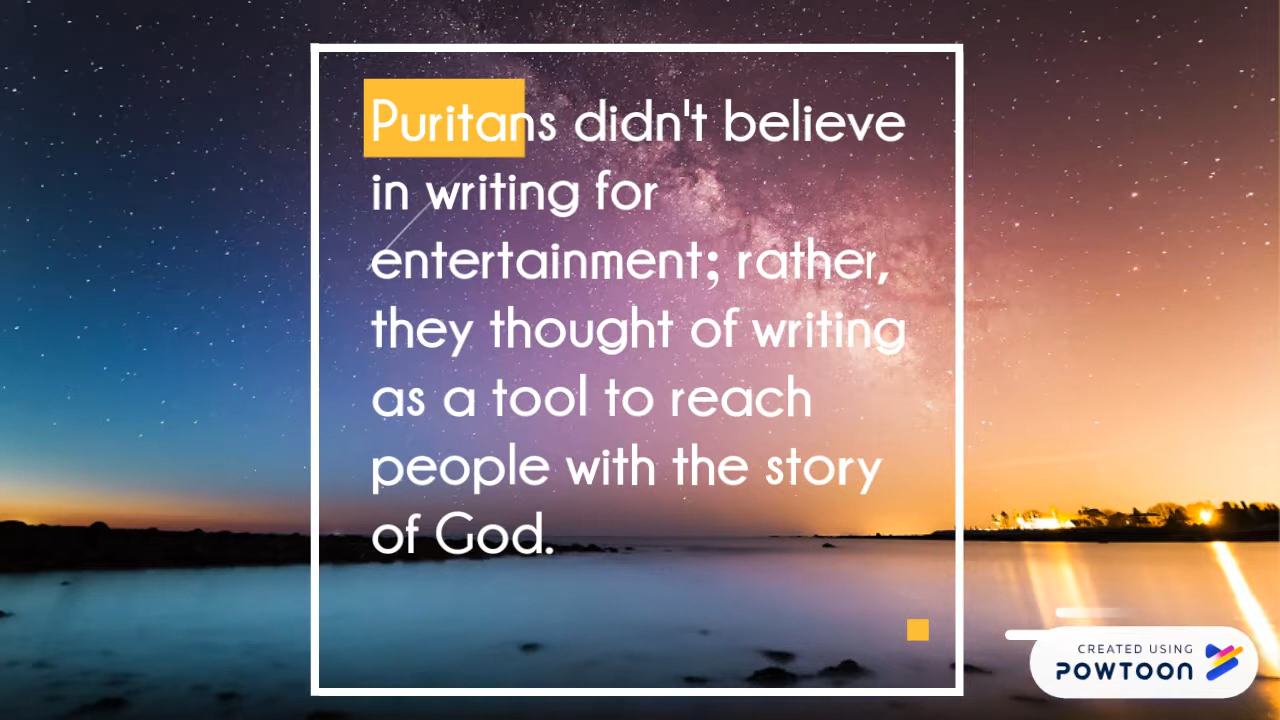 Puritans didn't believe
in writing for
entertainment; rather,
they thought of writing
as a tool to reach
people with the story
of God.
CREATED USING
POWTOON